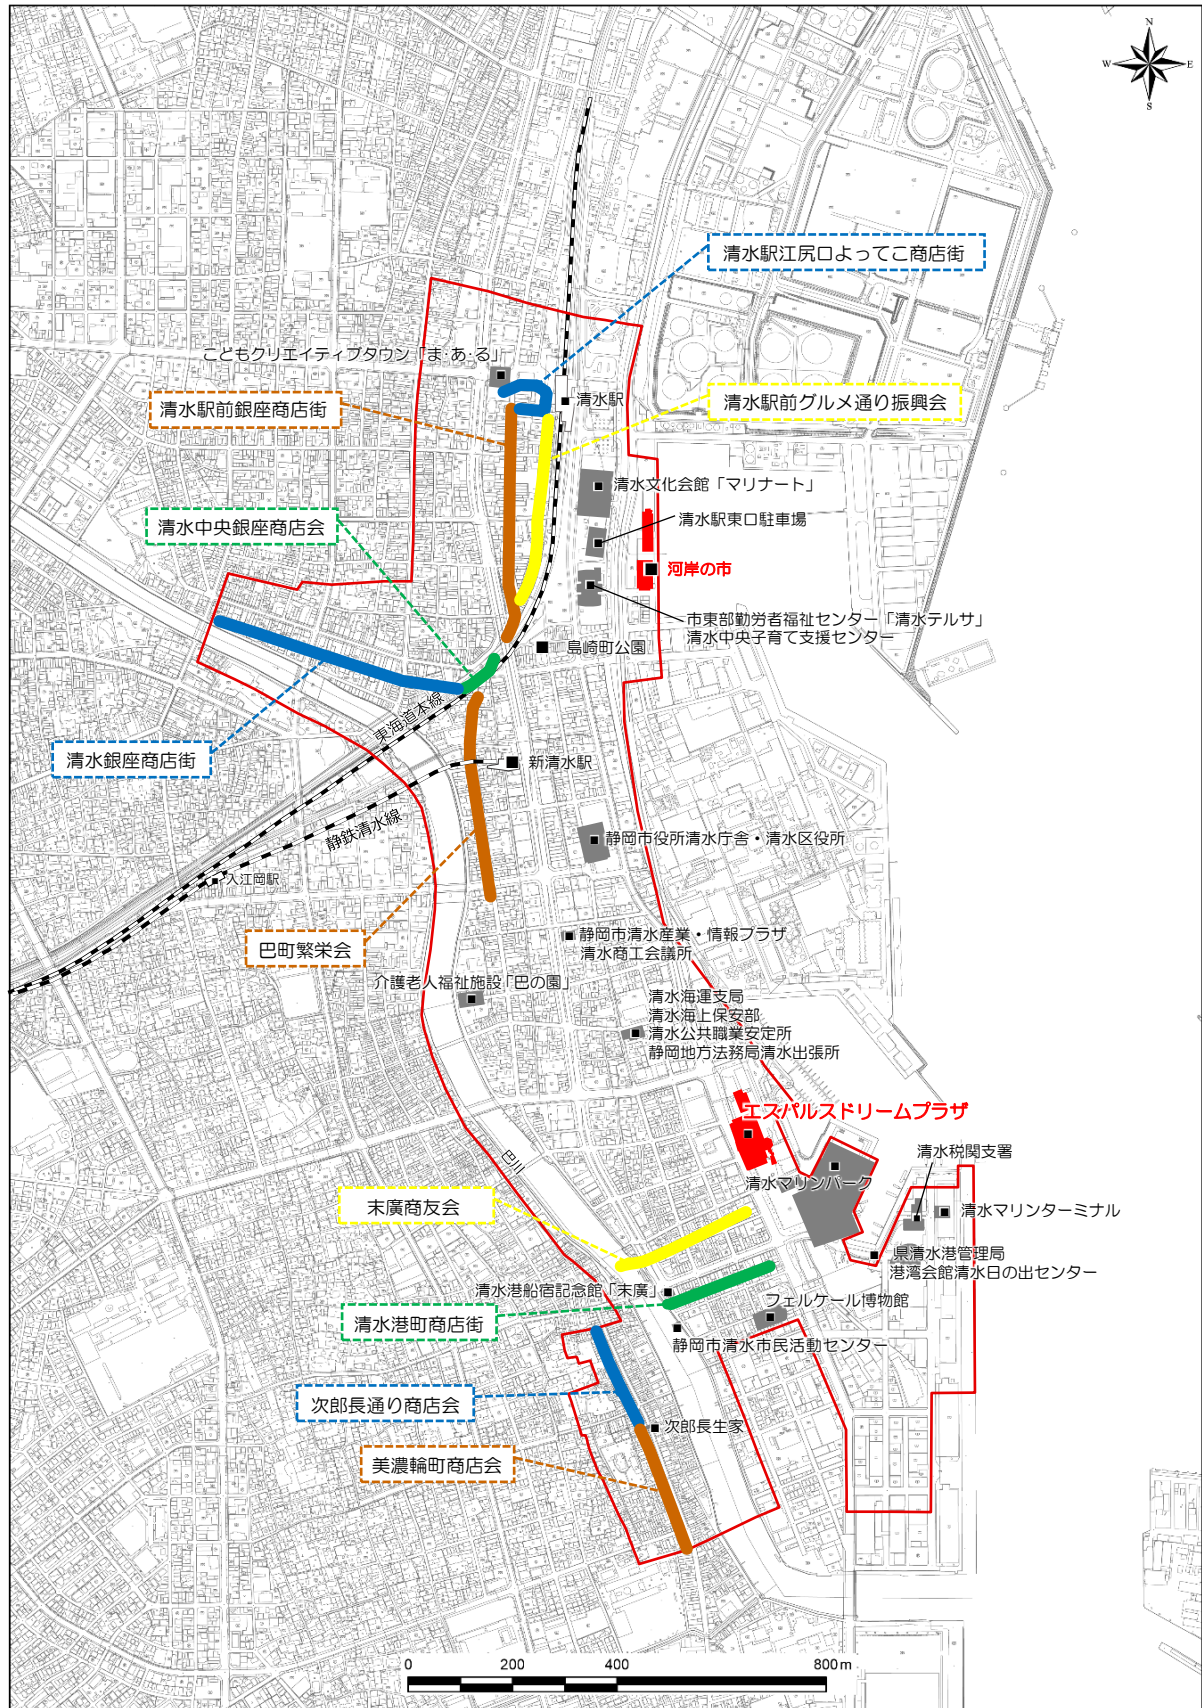 N
W
E
S
清水駅江尻口よってこ商店街
こどもクリエイティブタウン「ま・あ・る」
清水駅
清水駅前銀座商店街
清水駅前グルメ通り振興会
清水文化会館「マリナート」
清水駅東口駐車場
清水中央銀座商店会
河岸の市
市東部勤労者福祉センター「清水テルサ」
清水中央子育て支援センター
島崎町公園
東海道本線
清水銀座商店街
新清水駅
静鉄清水線
静岡市役所清水庁舎・清水区役所
入江岡駅
巴町繁栄会
静岡市清水産業・情報プラザ
清水商工会議所
介護老人福祉施設「巴の園」
清水海運支局
清水海上保安部
清水公共職業安定所
静岡地方法務局清水出張所
エスパルスドリームプラザ
清水税関支署
巴川
清水マリンパーク
末廣商友会
清水マリンターミナル
県清水港管理局
港湾会館清水日の出センター
清水港船宿記念館「末廣」
フェルケール博物館
清水港町商店街
静岡市清水市民活動センター
次郎長通り商店会
次郎長生家
美濃輪町商店会
0 200 400 800m